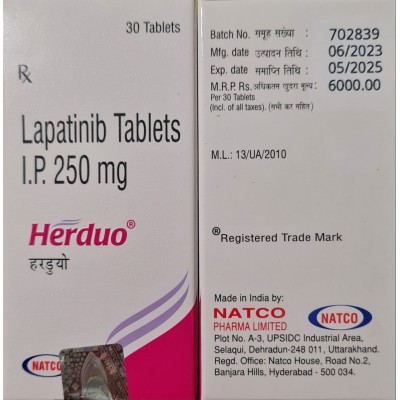 30 Tablets
Rx
Lapatinib Tablets
I.P. 250 mg
Herduo®
हरडुयो
NATCO
Batch No. समूह संख्या : 702839
Mfg. date उत्पादन तिथि : 06/2023
Exp. date समाप्ति तिथि : 05/2025
M.R.P. Rs. अधिकतम खुदरा मूल्य : 6000.00
Per 30 Tablets
(Incl. of all taxes). (सभी कर सहित)
M.L.: 13/UA/2010
®Registered Trade Mark
Made in India by:
NATCO
PHARMA LIMITED
NATCO
Plot No. A-3, UPSIDC Industrial Area,
Selaqui, Dehradun-248 011, Uttarakhand.
Regd. Office: Natco House, Road No.2,
Banjara Hills, Hyderabad - 500 034.